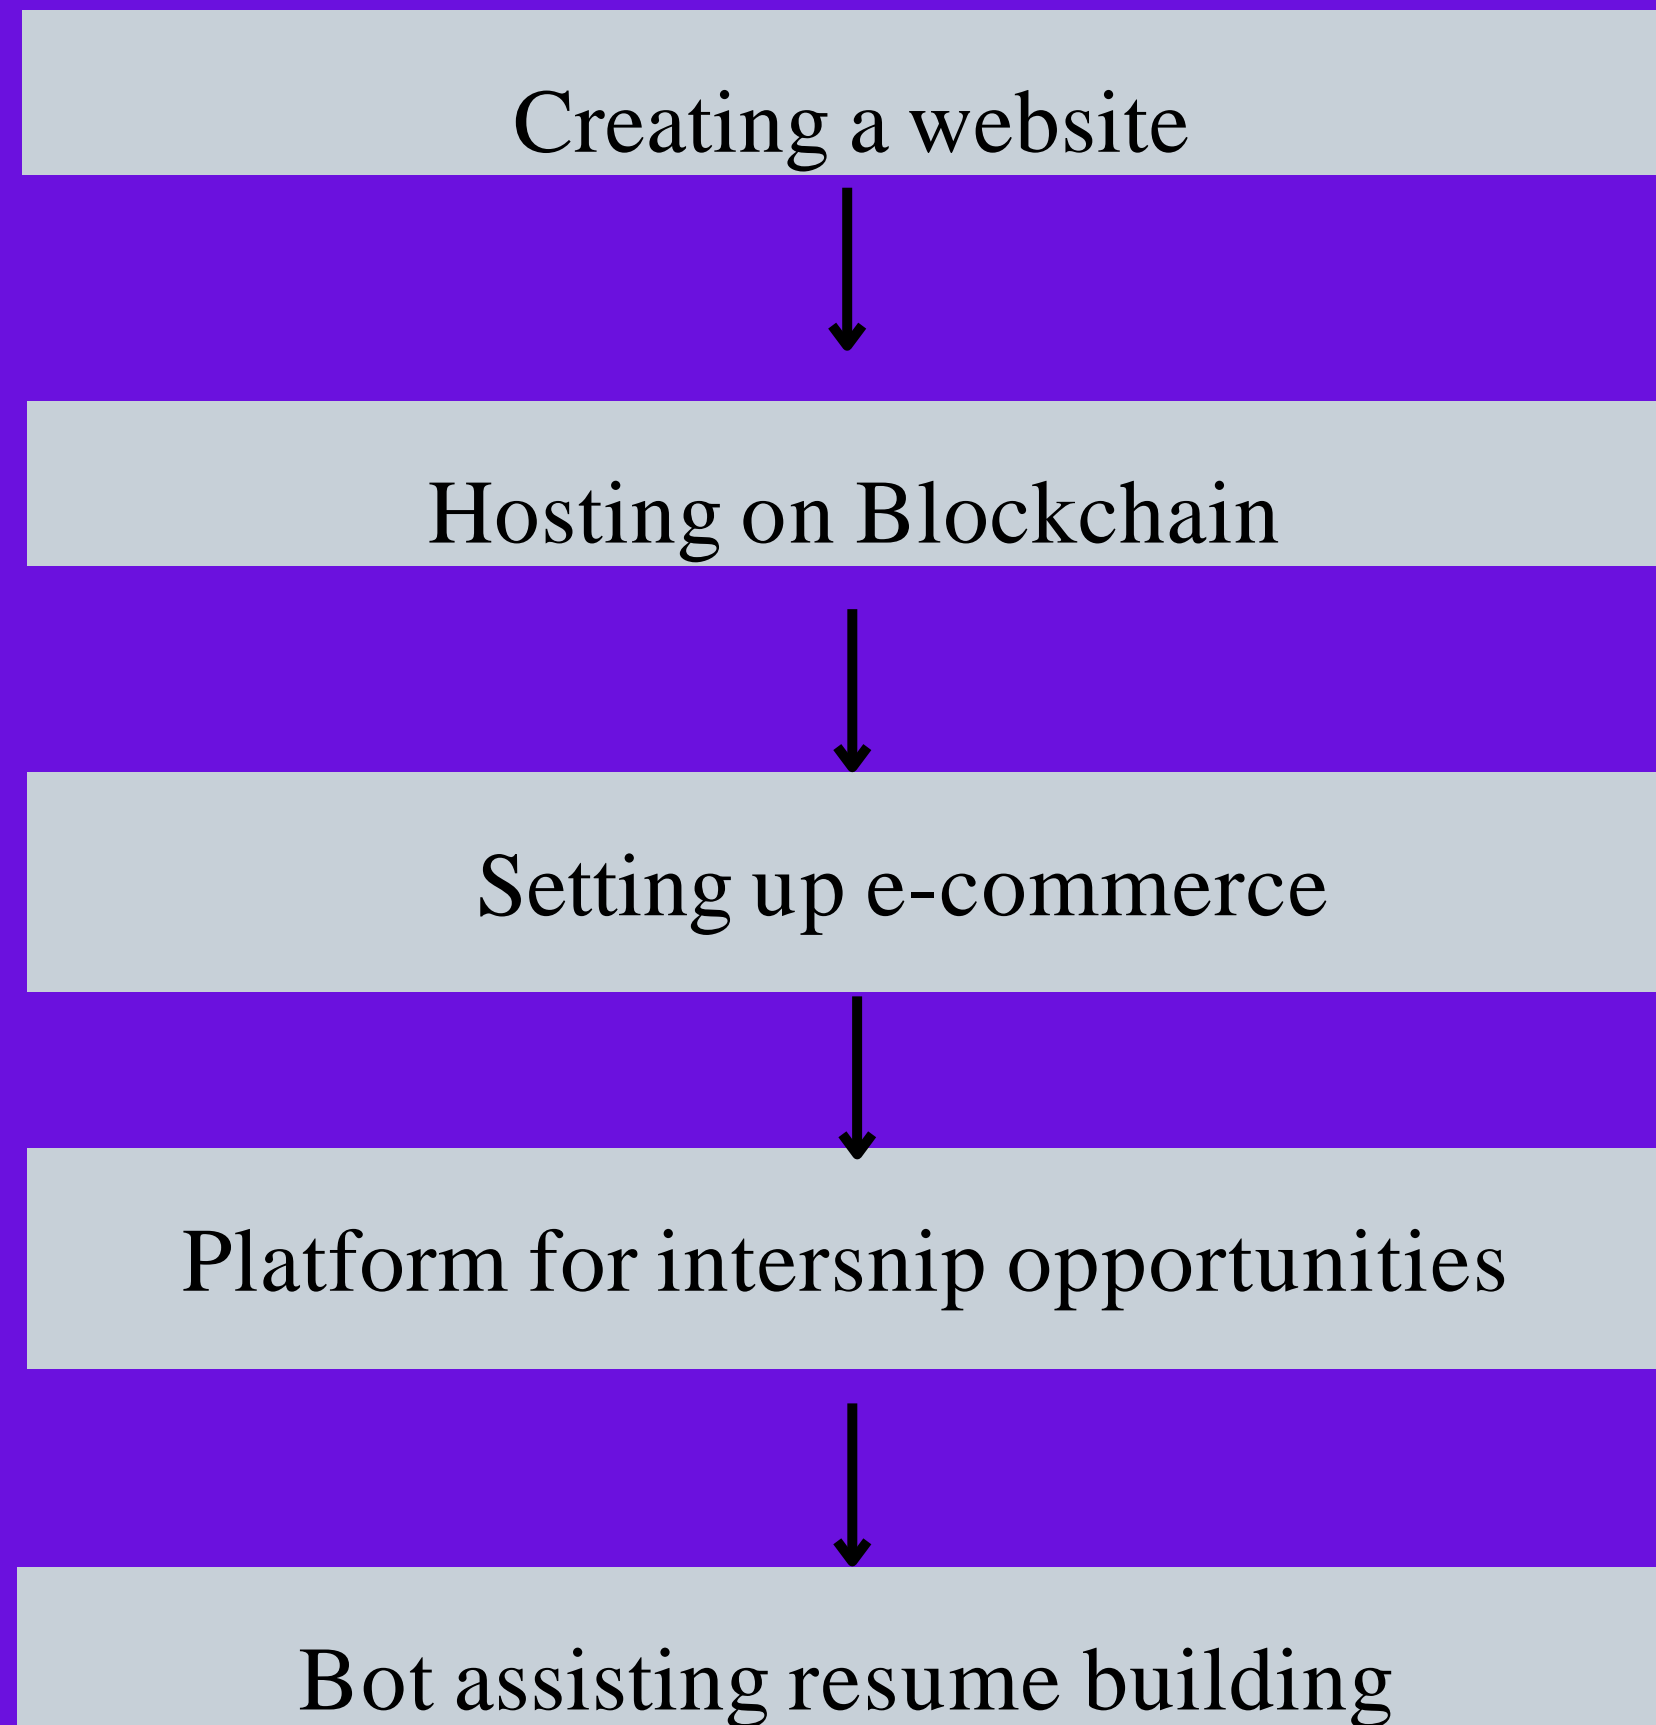 Creating a website
Hosting on Blockchain
Setting up e-commerce
Platform for intersnip opportunities
Bot assisting resume building